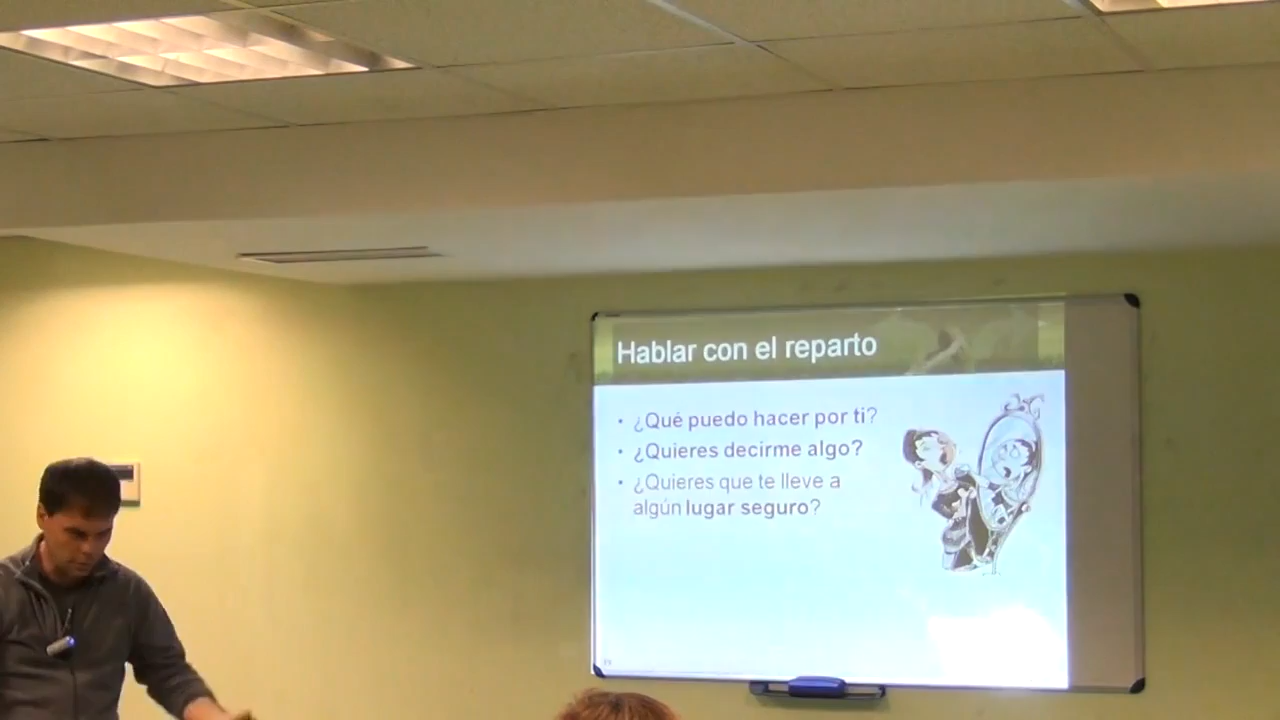 Hablar con el reparto
¿Qué puedo hacer por ti?
¿Quieres decirme algo?
¿Quieres que te lleve a
algún lugar seguro?